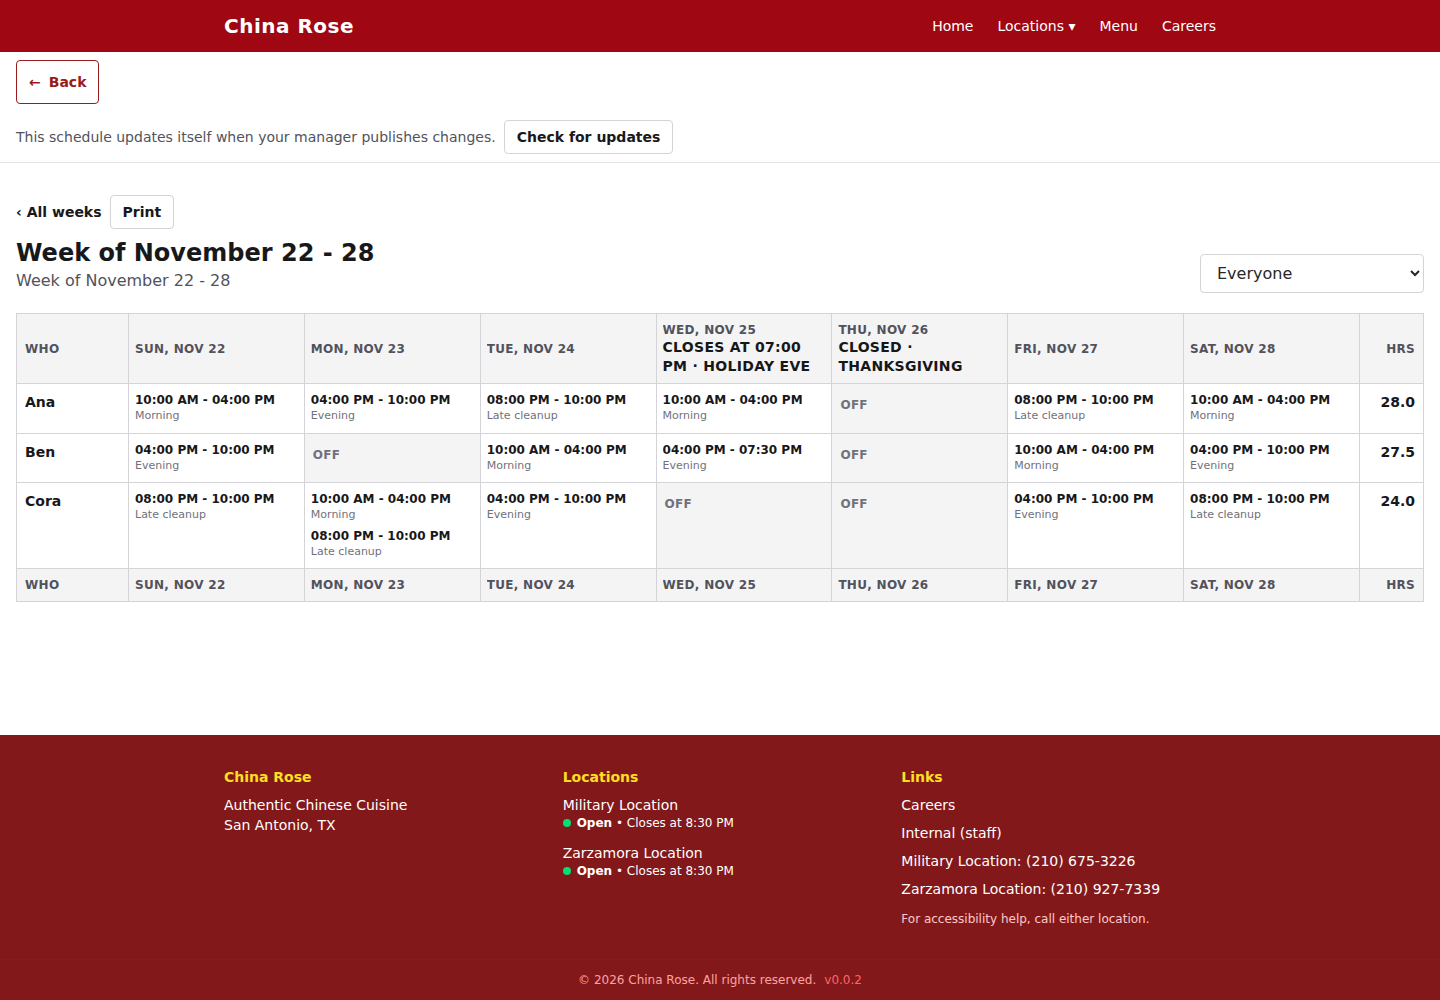 China Rose
Home Locations ▾ Menu Careers
← Back
This schedule updates itself when your manager publishes changes. Check for updates
‹ All weeks Print
Week of November 22 - 28
Week of November 22 - 28
Everyone
WHO SUN, NOV 22 MON, NOV 23 TUE, NOV 24 WED, NOV 25 CLOSES AT 07:00 PM · HOLIDAY EVE THU, NOV 26 CLOSED · THANKSGIVING FRI, NOV 27 SAT, NOV 28 HRS
Ana 10:00 AM - 04:00 PM 04:00 PM - 10:00 PM 08:00 PM - 10:00 PM 10:00 AM - 04:00 PM OFF 08:00 PM - 10:00 PM 10:00 AM - 04:00 PM 28.0
Morning Evening Late cleanup Morning Late cleanup Morning
Ben 04:00 PM - 10:00 PM OFF 10:00 AM - 04:00 PM 04:00 PM - 07:30 PM OFF 10:00 AM - 04:00 PM 04:00 PM - 10:00 PM 27.5
Evening Morning Evening Morning Evening
Cora 08:00 PM - 10:00 PM 10:00 AM - 04:00 PM 04:00 PM - 10:00 PM OFF OFF 04:00 PM - 10:00 PM 08:00 PM - 10:00 PM 24.0
Late cleanup Morning Evening Evening Late cleanup
08:00 PM - 10:00 PM
Late cleanup
WHO SUN, NOV 22 MON, NOV 23 TUE, NOV 24 WED, NOV 25 THU, NOV 26 FRI, NOV 27 SAT, NOV 28 HRS
China Rose
Authentic Chinese Cuisine
San Antonio, TX
Locations
Military Location
Open • Closes at 8:30 PM
Zarzamora Location
Open • Closes at 8:30 PM
Links
Careers
Internal (staff)
Military Location: (210) 675-3226
Zarzamora Location: (210) 927-7339
For accessibility help, call either location.
© 2026 China Rose. All rights reserved. v0.0.2